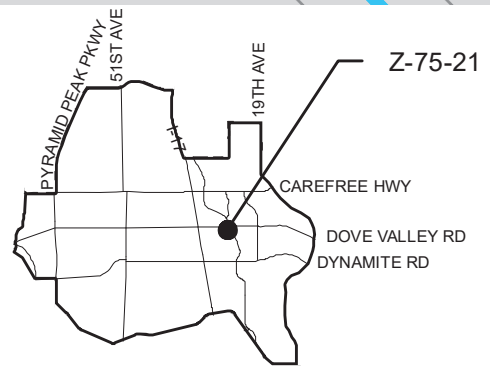 PYRAMID PEAK PKWY
51ST AVE
I-17
19TH AVE
Z-75-21
CAREFREE HWY
DOVE VALLEY RD
DYNAMITE RD